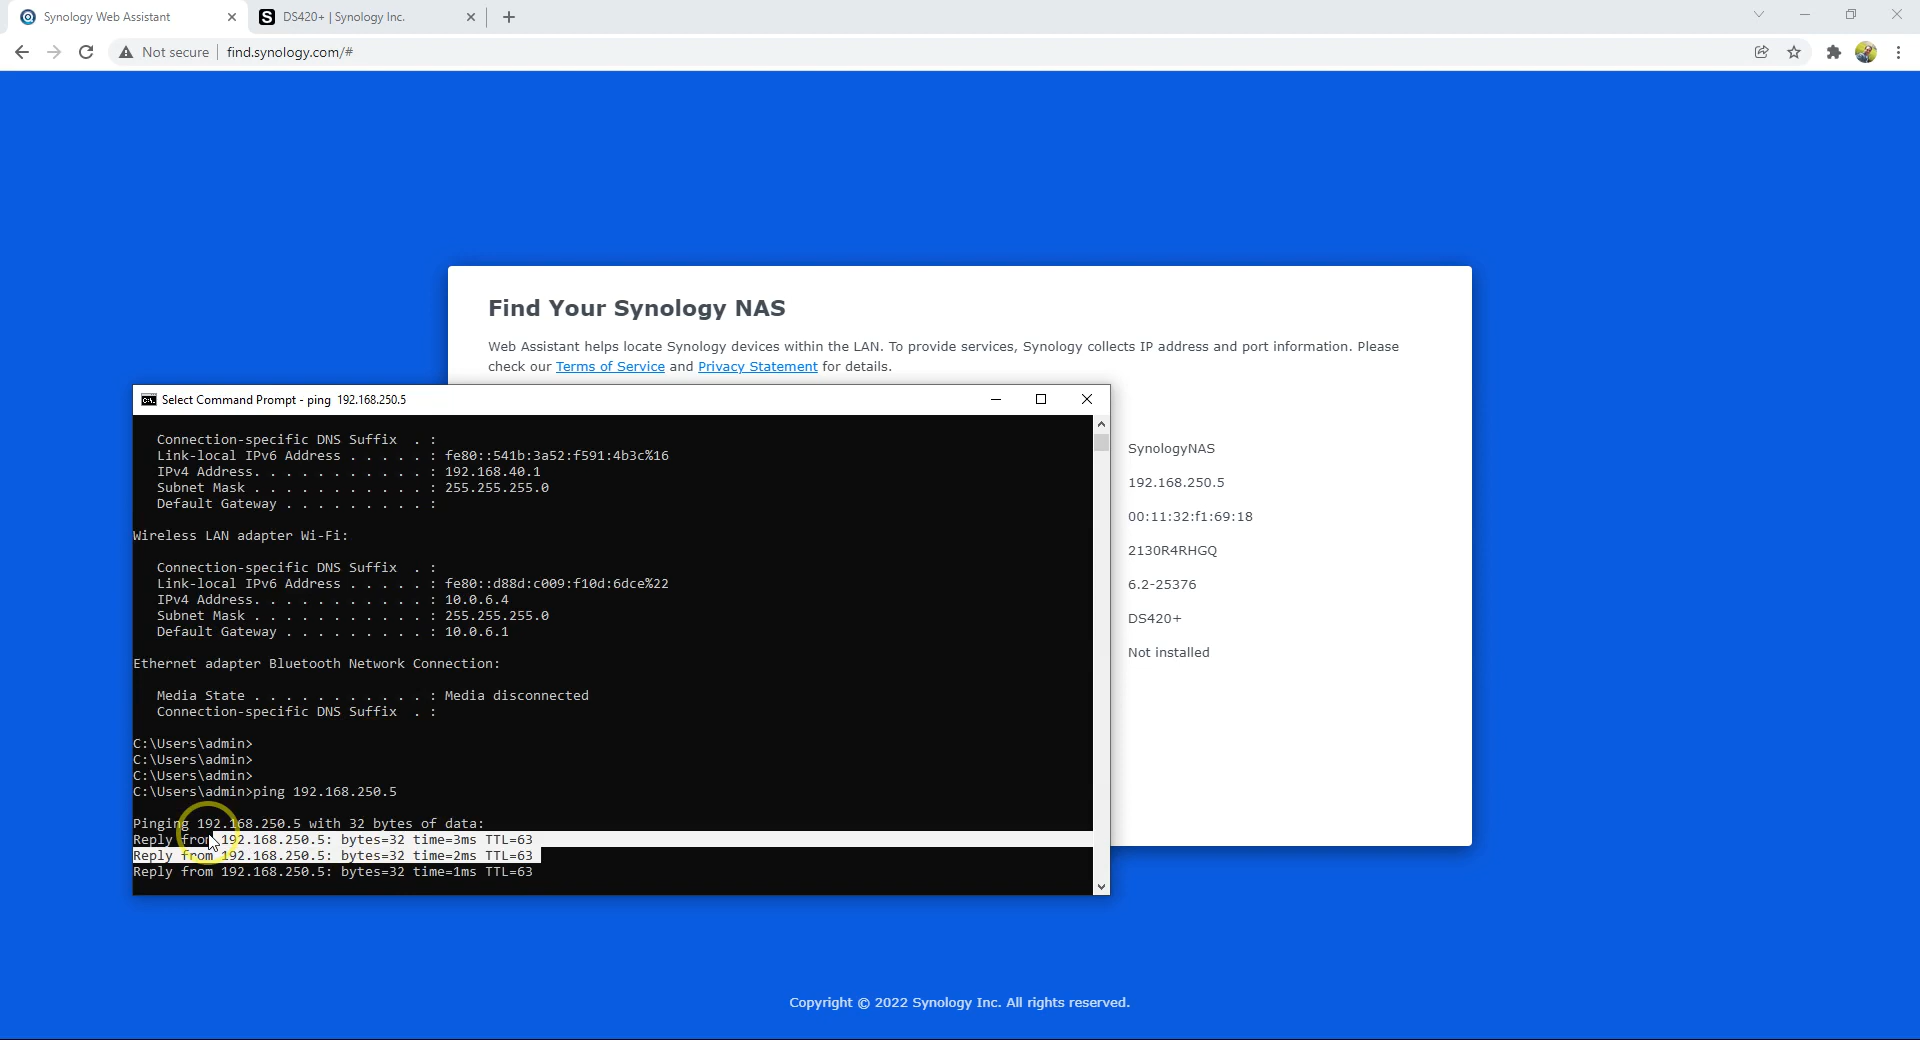 Synology Web Assistant
DS420+ | Synology Inc.
Not secure
find.synology.com/#
Find Your Synology NAS
Web Assistant helps locate Synology devices within the LAN. To provide services, Synology collects IP address and port information. Please
check our Terms of Service and Privacy Statement for details.
SynologyNAS
192.168.250.5
00:11:32:f1:69:18
2130R4RHGQ
6.2-25376
DS420+
Not installed
Select Command Prompt - ping 192.168.250.5
Connection-specific DNS Suffix . :
Link-local IPv6 Address . . . . . : fe80::541b:3a52:f591:4b3c%16
IPv4 Address. . . . . . . . . . . : 192.168.40.1
Subnet Mask . . . . . . . . . . . : 255.255.255.0
Default Gateway . . . . . . . . . :
Wireless LAN adapter Wi-Fi:
Connection-specific DNS Suffix . :
Link-local IPv6 Address . . . . . : fe80::d88d:c009:f10d:6dce%22
IPv4 Address. . . . . . . . . . . : 10.0.6.4
Subnet Mask . . . . . . . . . . . : 255.255.255.0
Default Gateway . . . . . . . . . : 10.0.6.1
Ethernet adapter Bluetooth Network Connection:
Media State . . . . . . . . . . . : Media disconnected
Connection-specific DNS Suffix . :
C:\Users\admin>
C:\Users\admin>
C:\Users\admin>
C:\Users\admin>ping 192.168.250.5
Pinging 192.168.250.5 with 32 bytes of data:
Reply from 192.168.250.5: bytes=32 time=3ms TTL=63
Reply from 192.168.250.5: bytes=32 time=2ms TTL=63
Reply from 192.168.250.5: bytes=32 time=1ms TTL=63
Copyright © 2022 Synology Inc. All rights reserved.